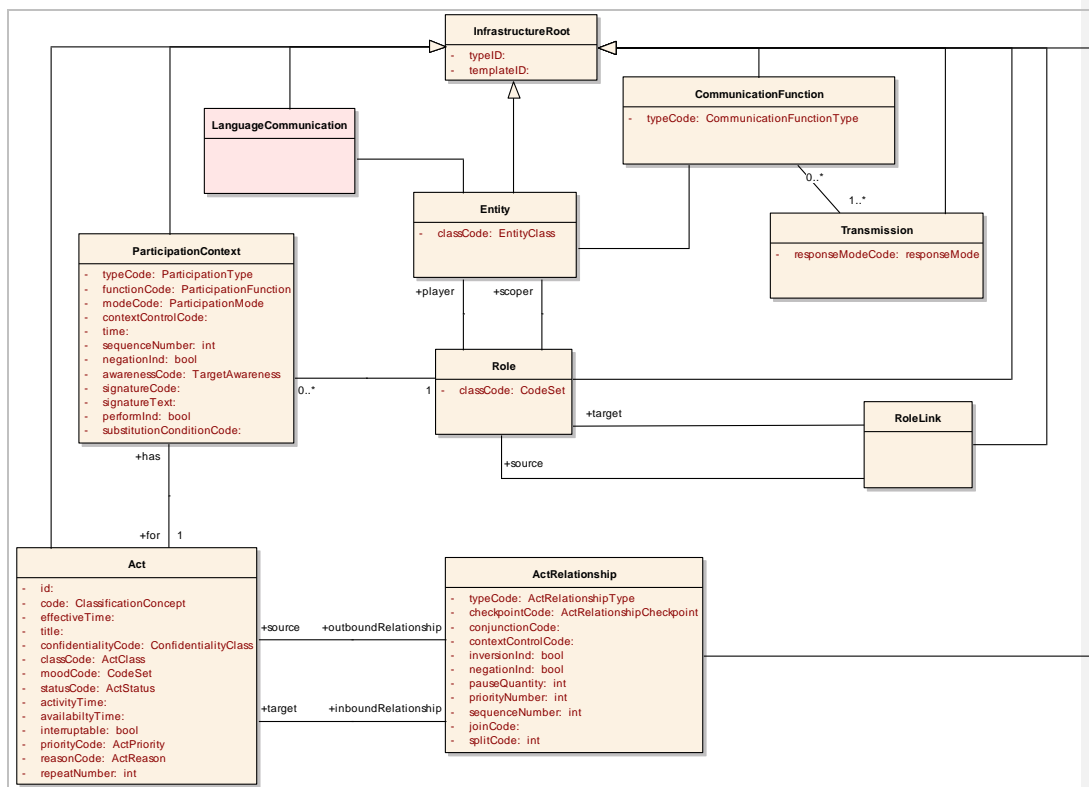 InfrastructureRoot
- typeID:
- templateID:
CommunicationFunction
- typeCode: CommunicationFunctionType
LanguageCommunication
0..*
1..*
Entity
- classCode: EntityClass
Transmission
- responseModeCode: responseMode
ParticipationContext
- typeCode: ParticipationType
- functionCode: ParticipationFunction
- modeCode: ParticipationMode
- contextControlCode:
- time:
- sequenceNumber: int
- negationInd: bool
- awarenessCode: TargetAwareness
- signatureCode:
- signatureText:
- performInd: bool
- substitutionConditionCode:
+player
+scoper
Role
- classCode: CodeSet
0..*
1
+target
RoleLink
+source
+has
+for
1
Act
- id:
- code: ClassificationConcept
- effectiveTime:
- title:
- confidentialityCode: ConfidentialityClass
- classCode: ActClass
- moodCode: CodeSet
- statusCode: ActStatus
- activityTime:
- availabiltyTime:
- interruptable: bool
- priorityCode: ActPriority
- reasonCode: ActReason
- repeatNumber: int
+source
+outboundRelationship
+target
+inboundRelationship
ActRelationship
- typeCode: ActRelationshipType
- checkpointCode: ActRelationshipCheckpoint
- conjunctionCode:
- contextControlCode:
- inversionInd: bool
- negationInd: bool
- pauseQuantity: int
- priorityNumber: int
- sequenceNumber: int
- joinCode:
- splitCode: int